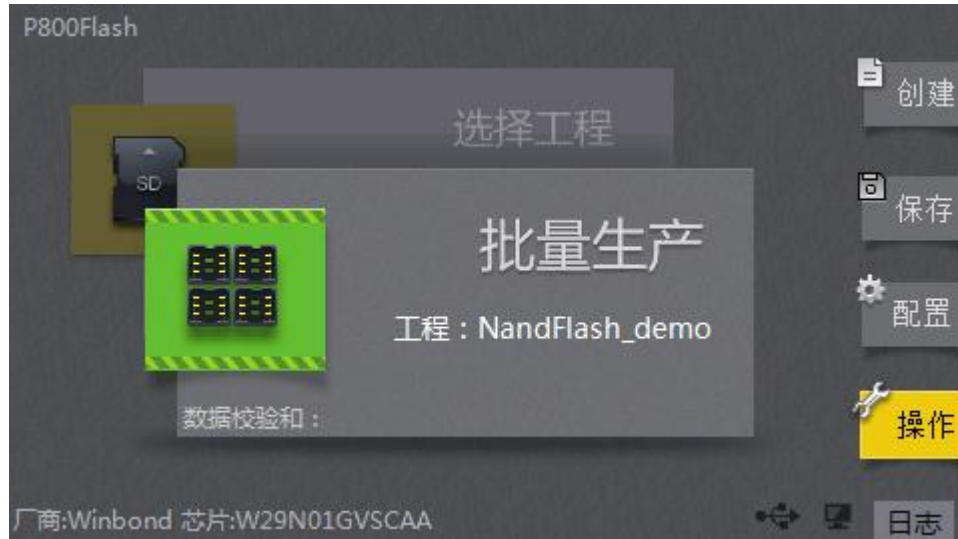 P800Flash
创建
选择工程
SD
保存
批量生产
工程：NandFlash_demo
配置
数据校验和：
操作
厂商:Winbond 芯片:W29N01GVSCAA
日志